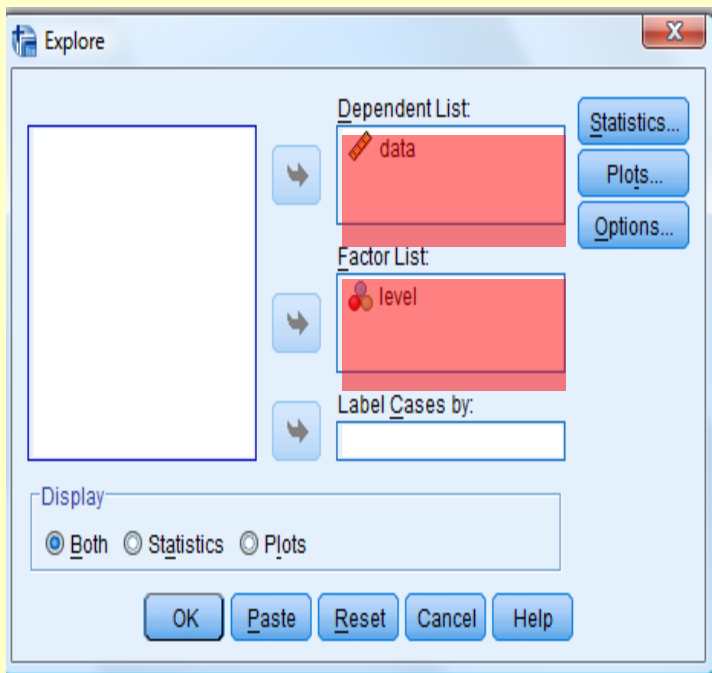 Explore
X
Dependent List:
data
Statistics...
Plots...
Options...
Factor List:
level
Label Cases by:
Display
Both Statistics Plots
OK Paste Reset Cancel Help